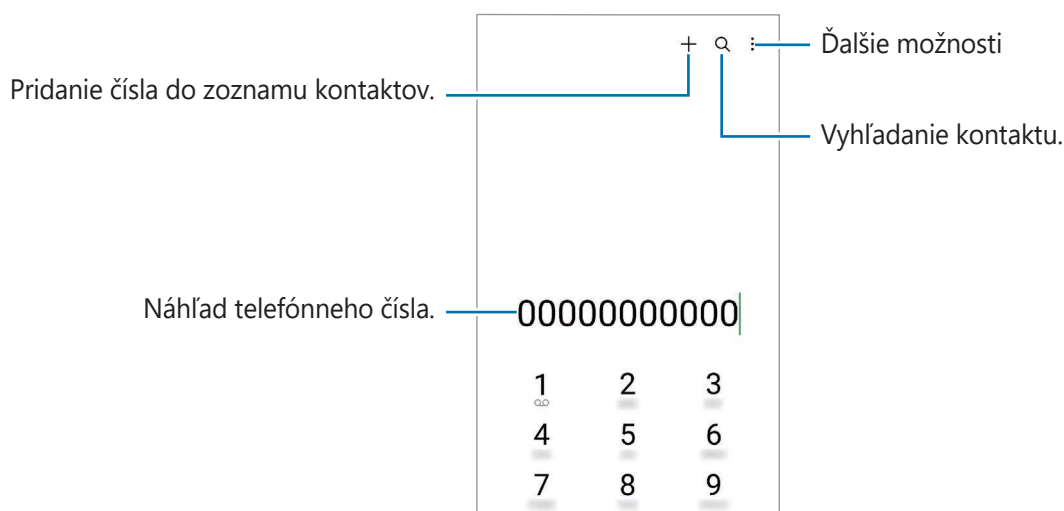 Ďalšie možnosti
Pridanie čísla do zoznamu kontaktov.
Vyhľadanie kontaktu.
Náhľad telefónneho čísla.
00000000000
1 2 3
4 5 6
7 8 9